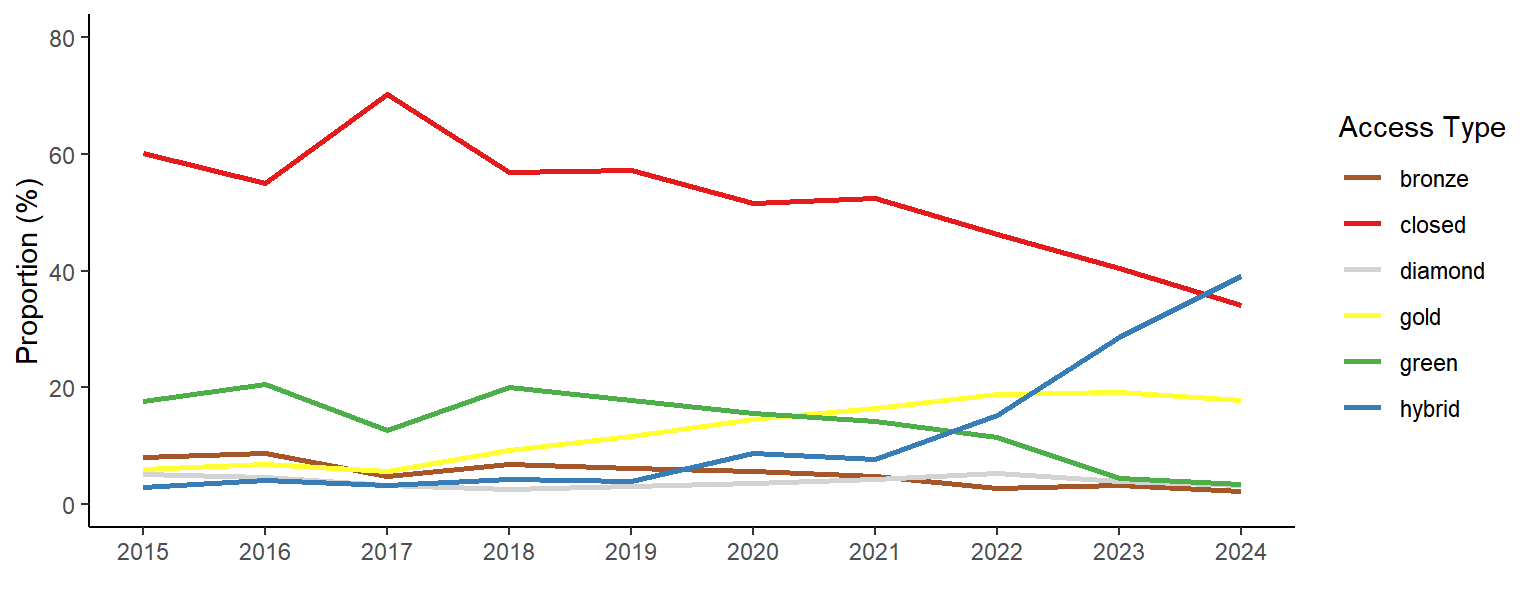 Proportion (%)
80
60
40
20
0
2015 2016 2017 2018 2019 2020 2021 2022 2023 2024
Access Type
bronze
closed
diamond
gold
green
hybrid